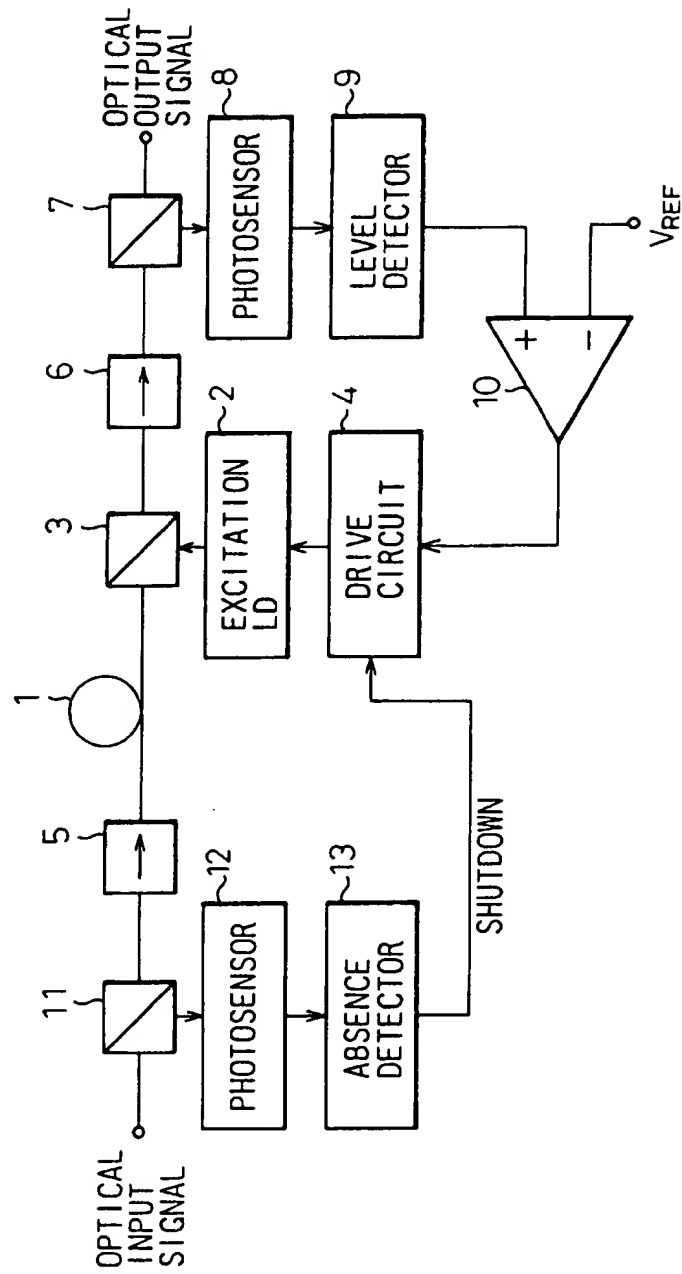 OPTICAL
INPUT
SIGNAL
11
5
1
3
6
7
OPTICAL
OUTPUT
SIGNAL
12
PHOTOSENSOR
2
EXCITATION
LD
8
PHOTOSENSOR
13
ABSENCE
DETECTOR
4
DRIVE
CIRCUIT
9
LEVEL
DETECTOR
SHUTDOWN
10
+
−
VREF